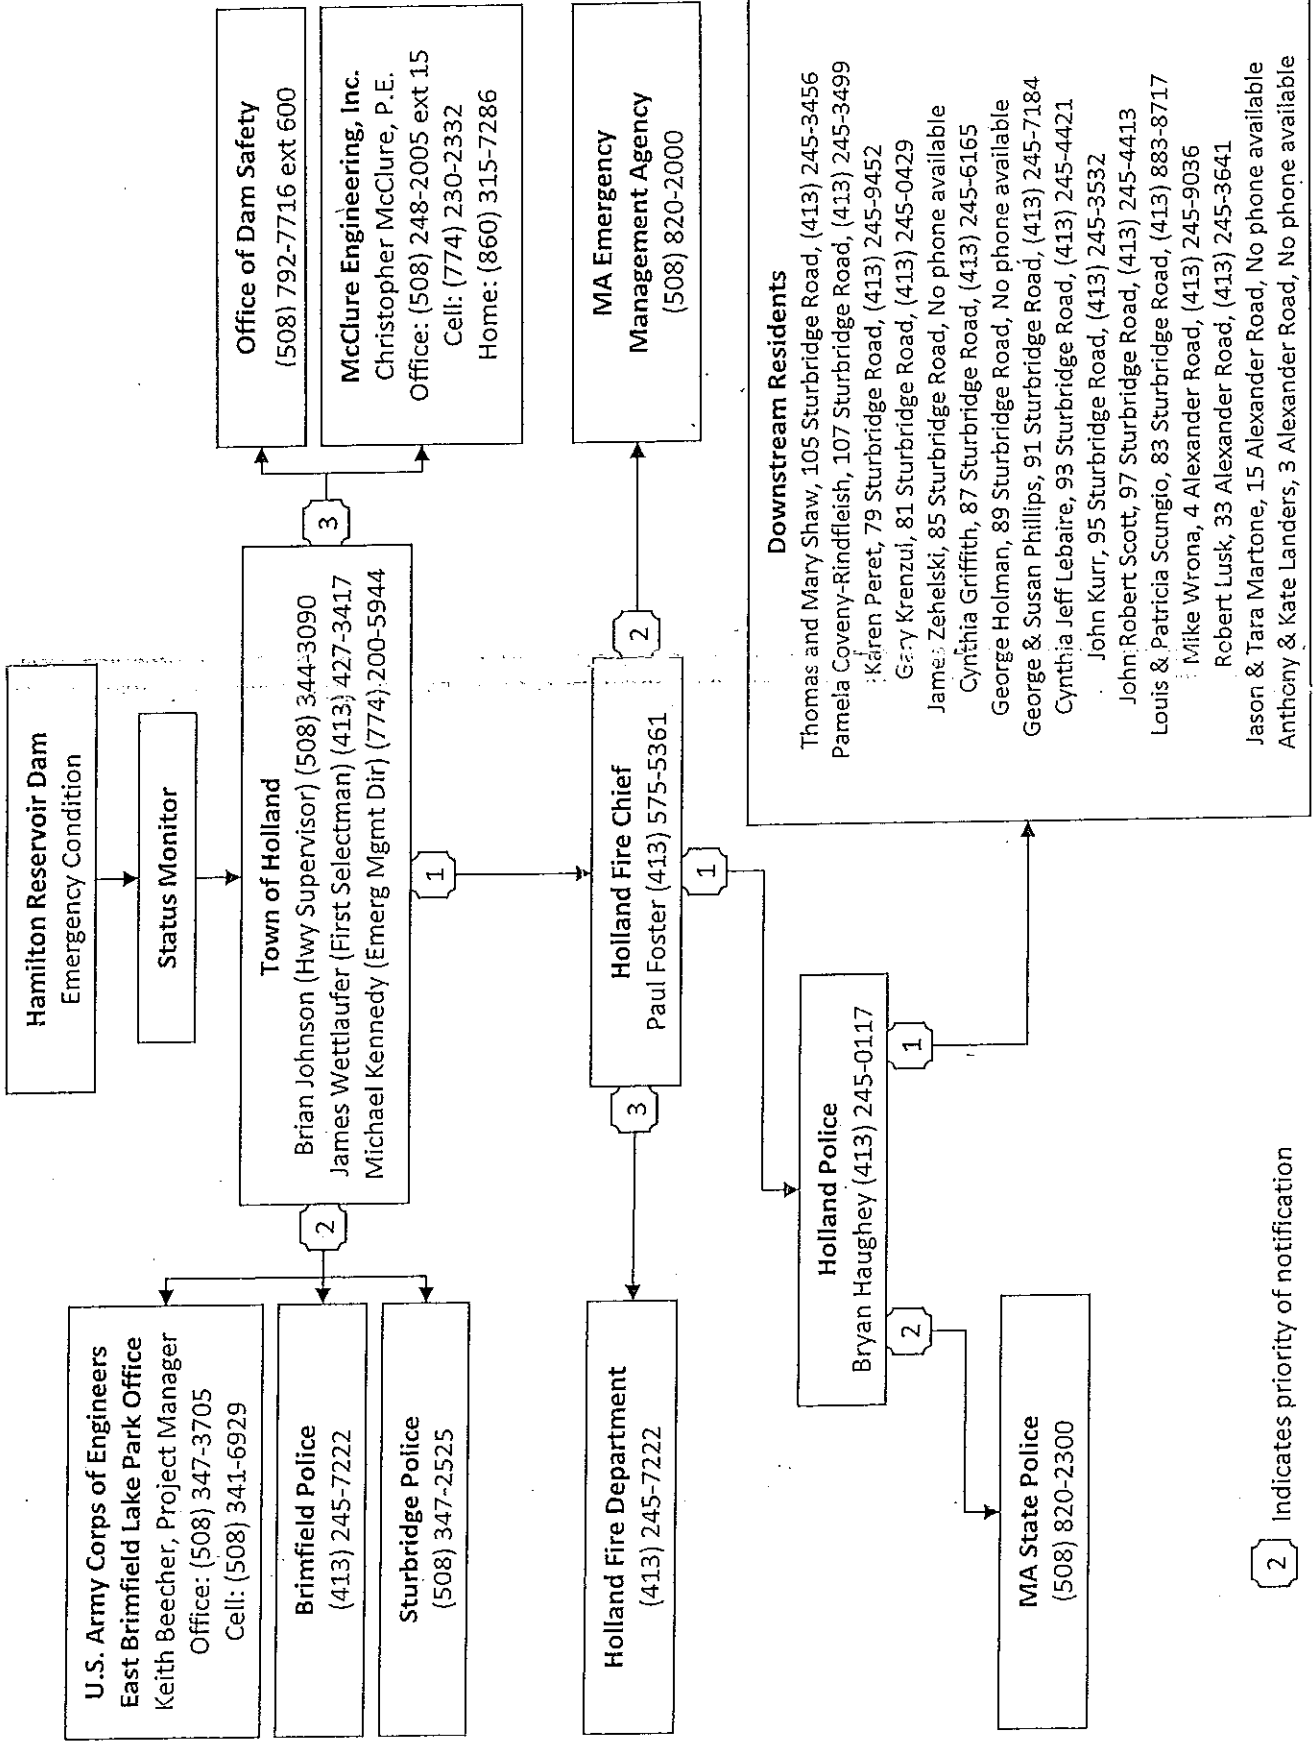 Hamilton Reservoir Dam
Emergency Condition
Status Monitor
Town of Holland
Brian Johnson (Hwy Supervisor) (508) 344-3090
James Wettlaufer (First Selectman) (413) 427-3417
Michael Kennedy (Emerg Mgmt Dir) (774) 200-5944
2
3
1
U.S. Army Corps of Engineers
East Brimfield Lake Park Office
Keith Beecher, Project Manager
Office: (508) 347-3705
Cell: (508) 341-6929
Brimfield Police
(413) 245-7222
Sturbridge Police
(508) 347-2525
Office of Dam Safety
(508) 792-7716 ext 600
McClure Engineering, Inc.
Christopher McClure, P.E.
Office: (508) 248-2005 ext 15
Cell: (774) 230-2332
Home: (860) 315-7286
Holland Fire Chief
Paul Foster (413) 575-5361
3
2
1
Holland Fire Department
(413) 245-7222
MA Emergency
Management Agency
(508) 820-2000
Holland Police
Bryan Haughey (413) 245-0117
2
1
MA State Police
(508) 820-2300
Downstream Residents
Thomas and Mary Shaw, 105 Sturbridge Road, (413) 245-3456
Pamela Coveny-Rindfleish, 107 Sturbridge Road, (413) 245-3499
Karen Peret, 79 Sturbridge Road, (413) 245-9452
Gary Krenzul, 81 Sturbridge Road, (413) 245-0429
James Zehelski, 85 Sturbridge Road, No phone available
Cynthia Griffith, 87 Sturbridge Road, (413) 245-6165
George Holman, 89 Sturbridge Road, No phone available
George & Susan Phillips, 91 Sturbridge Road, (413) 245-7184
Cynthia Jeff Lebaire, 93 Sturbridge Road, (413) 245-4421
John Kurr, 95 Sturbridge Road, (413) 245-3532
John Robert Scott, 97 Sturbridge Road, (413) 245-4413
Louis & Patricia Scungio, 83 Sturbridge Road, (413) 883-8717
Mike Wrona, 4 Alexander Road, (413) 245-9036
Robert Lusk, 33 Alexander Road, (413) 245-3641
Jason & Tara Martone, 15 Alexander Road, No phone available
Anthony & Kate Landers, 3 Alexander Road, No phone available
2 Indicates priority of notification